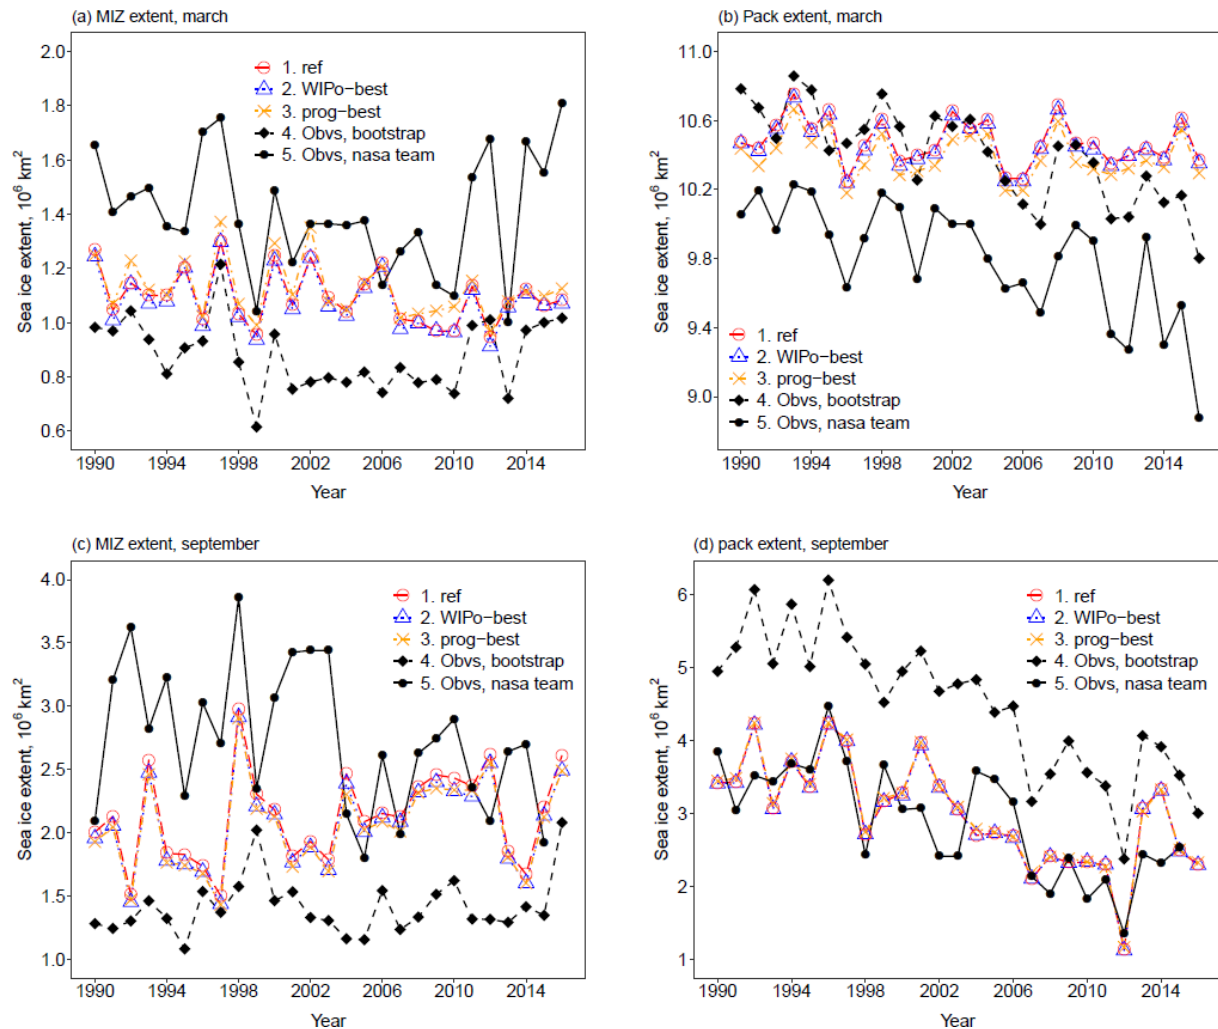 (a) MIZ extent, march
2.0
1.8
1.6
1.4
1.2
1.0
0.8
0.6
Sea ice extent, 10⁶ km²
1. ref
2. WIPo−best
3. prog−best
4. Obvs, bootstrap
5. Obvs, nasa team
1990 1994 1998 2002 2006 2010 2014
Year
(b) Pack extent, march
11.0
10.6
10.2
9.8
9.4
9.0
Sea ice extent, 10⁶ km²
1. ref
2. WIPo−best
3. prog−best
4. Obvs, bootstrap
5. Obvs, nasa team
1990 1994 1998 2002 2006 2010 2014
Year
(c) MIZ extent, september
4.0
3.5
3.0
2.5
2.0
1.5
1.0
Sea ice extent, 10⁶ km²
1. ref
2. WIPo−best
3. prog−best
4. Obvs, bootstrap
5. Obvs, nasa team
1990 1994 1998 2002 2006 2010 2014
Year
(d) pack extent, september
6
5
4
3
2
1
Sea ice extent, 10⁶ km²
1. ref
2. WIPo−best
3. prog−best
4. Obvs, bootstrap
5. Obvs, nasa team
1990 1994 1998 2002 2006 2010 2014
Year